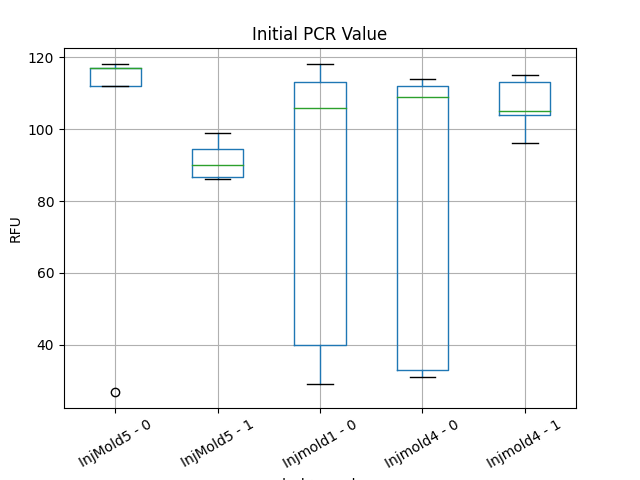 Initial PCR Value
120
100
80
60
40
RFU
InjMold5 - 0
InjMold5 - 1
Injmold1 - 0
Injmold4 - 0
Injmold4 - 1